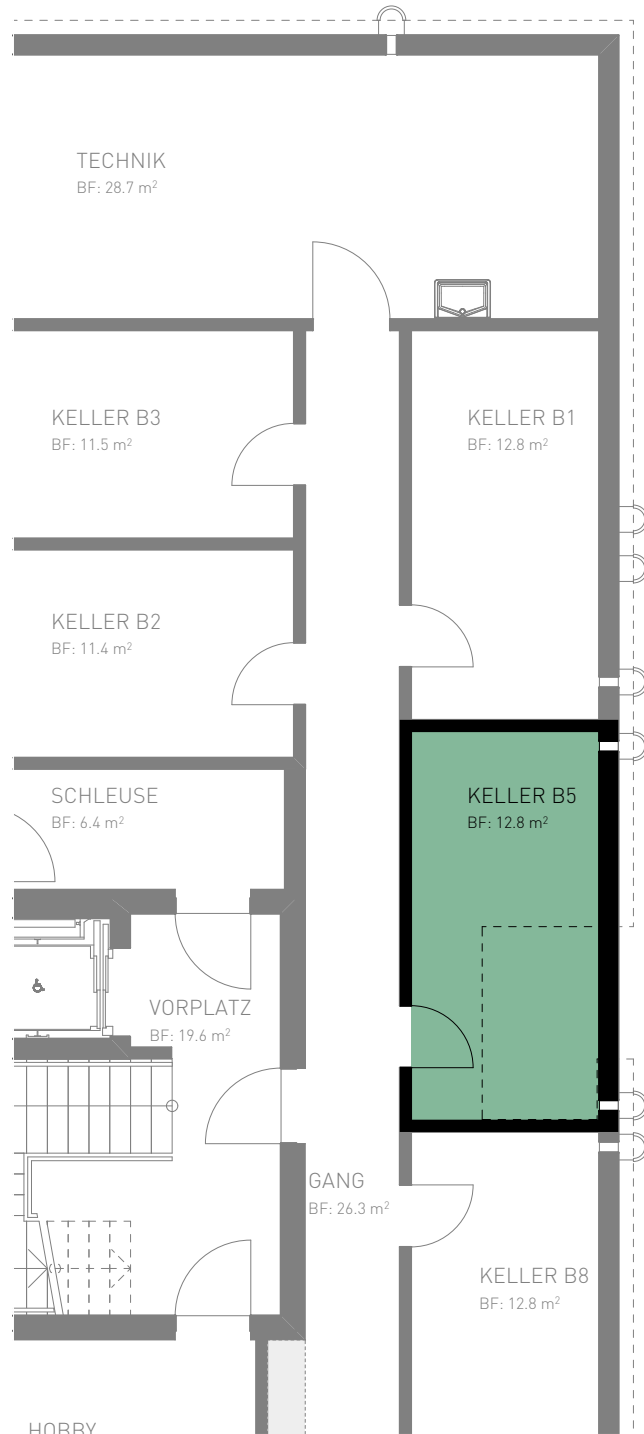 TECHNIK
BF: 28.7 m²
KELLER B3
BF: 11.5 m²
KELLER B1
BF: 12.8 m²
KELLER B2
BF: 11.4 m²
SCHLEUSE
BF: 6.4 m²
KELLER B5
BF: 12.8 m²
VORPLATZ
BF: 19.6 m²
GANG
BF: 26.3 m²
KELLER B8
BF: 12.8 m²
HOBBY